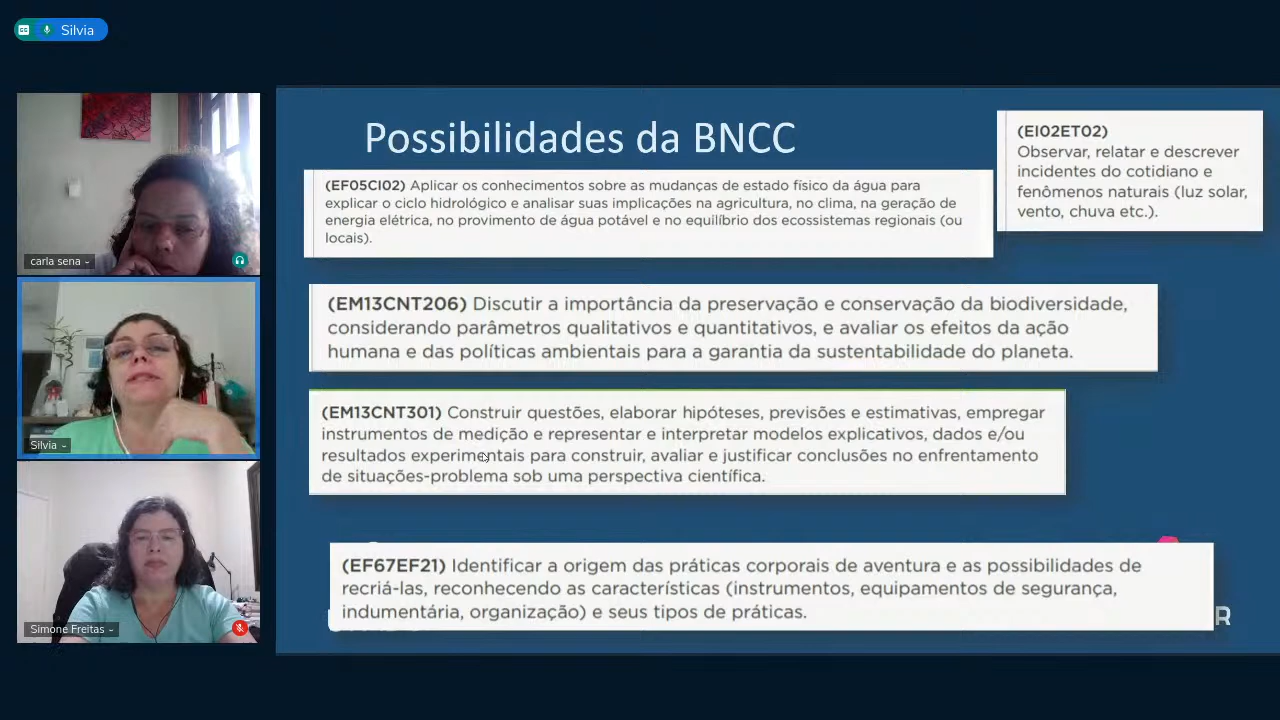 Silvia
carla sena
Silvia
Simone Freitas
Possibilidades da BNCC
(EI02ET02)
Observar, relatar e descrever
incidentes do cotidiano e
fenômenos naturais (luz solar,
vento, chuva etc.).
(EF05CI02) Aplicar os conhecimentos sobre as mudanças de estado físico da água para
explicar o ciclo hidrológico e analisar suas implicações na agricultura, no clima, na geração de
energia elétrica, no provimento de água potável e no equilíbrio dos ecossistemas regionais (ou
locais).
(EM13CNT206) Discutir a importância da preservação e conservação da biodiversidade,
considerando parâmetros qualitativos e quantitativos, e avaliar os efeitos da ação
humana e das políticas ambientais para a garantia da sustentabilidade do planeta.
(EM13CNT301) Construir questões, elaborar hipóteses, previsões e estimativas, empregar
instrumentos de medição e representar e interpretar modelos explicativos, dados e/ou
resultados experimentais para construir, avaliar e justificar conclusões no enfrentamento
de situações-problema sob uma perspectiva científica.
(EF67EF21) Identificar a origem das práticas corporais de aventura e as possibilidades de
recriá-las, reconhecendo as características (instrumentos, equipamentos de segurança,
indumentária, organização) e seus tipos de práticas.